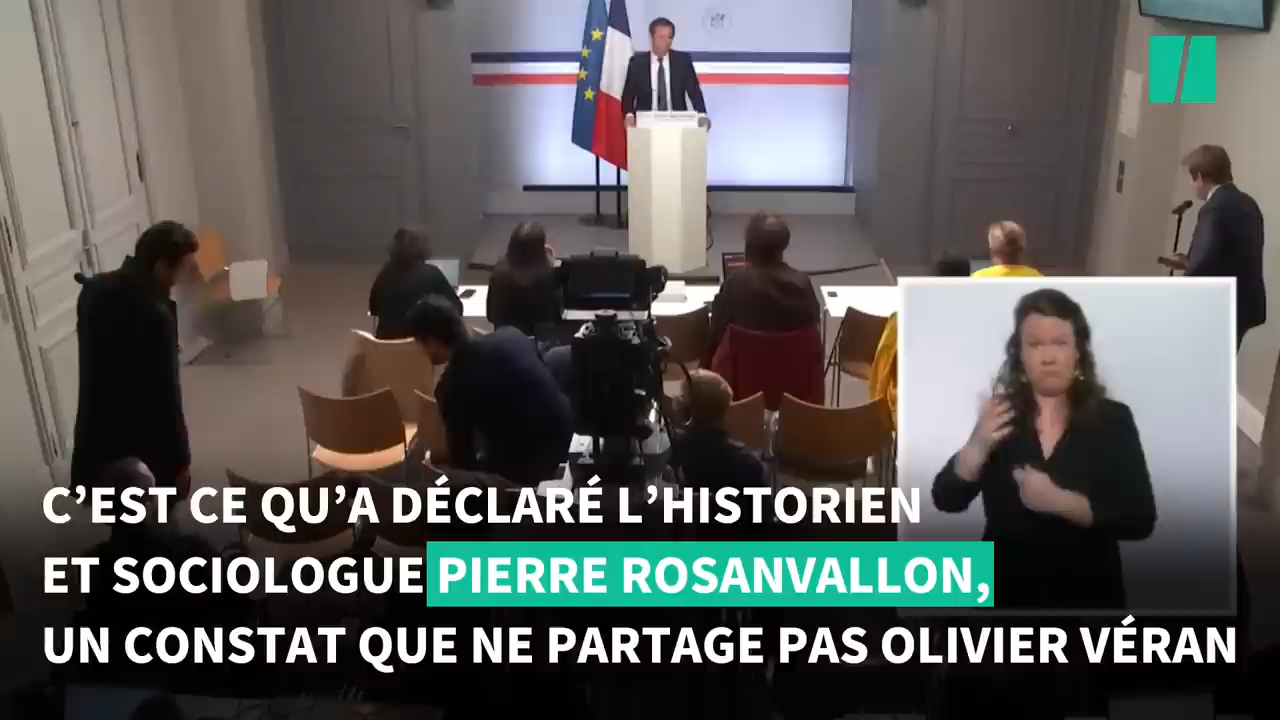 C’EST CE QU’A DÉCLARÉ L’HISTORIEN
ET SOCIOLOGUE PIERRE ROSANVALLON,
UN CONSTAT QUE NE PARTAGE PAS OLIVIER VÉRAN